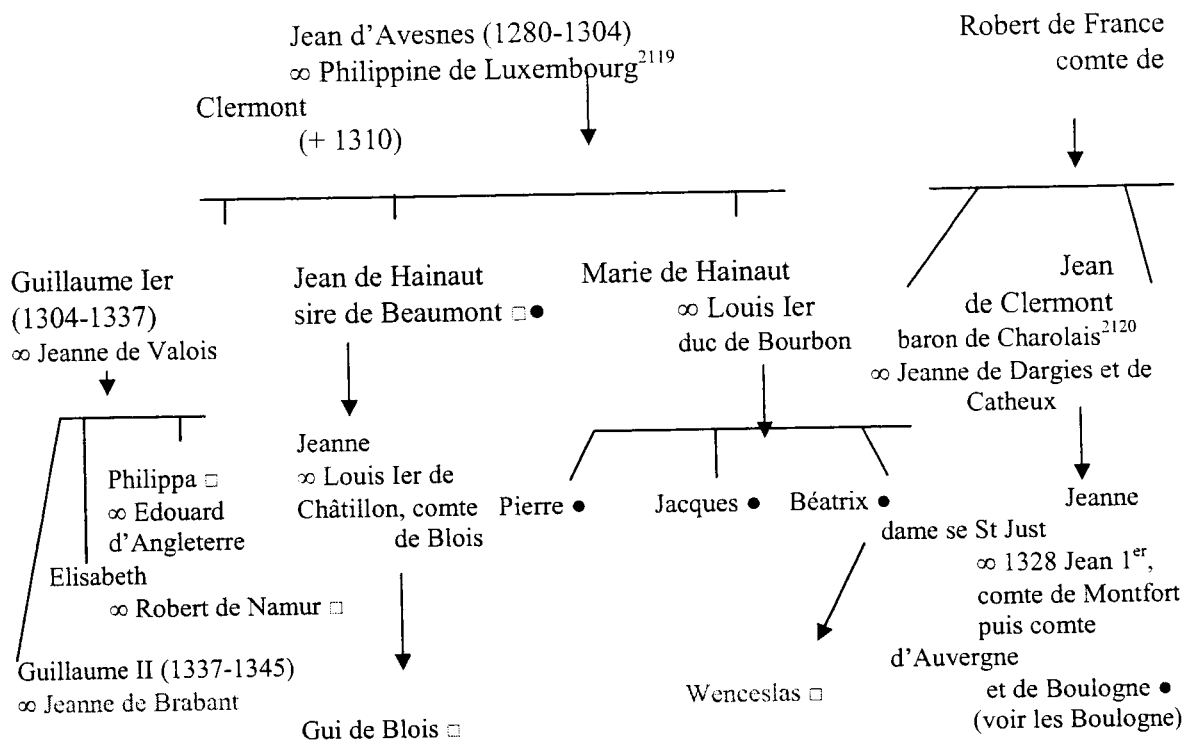 Jean d'Avesnes (1280-1304)
∞ Philippine de Luxembourg2119
Robert de France
comte de
Clermont
(+ 1310)
Guillaume Ier
(1304-1337)
∞ Jeanne de Valois
Jean de Hainaut
sire de Beaumont □●
Marie de Hainaut
∞ Louis Ier
duc de Bourbon
Jean
de Clermont
baron de Charolais2120
∞ Jeanne de Dargies et de
Catheux
Philippa □
∞ Edouard
d'Angleterre
Elisabeth
∞ Robert de Namur □
Guillaume II (1337-1345)
∞ Jeanne de Brabant
Jeanne
∞ Louis Ier de
Châtillon, comte
de Blois
Gui de Blois □
Pierre ●
Jacques ●
Béatrix ●
Wenceslas □
Jeanne
dame se St Just
∞ 1328 Jean 1er,
comte de Montfort
puis comte
d'Auvergne
et de Boulogne ●
(voir les Boulogne)